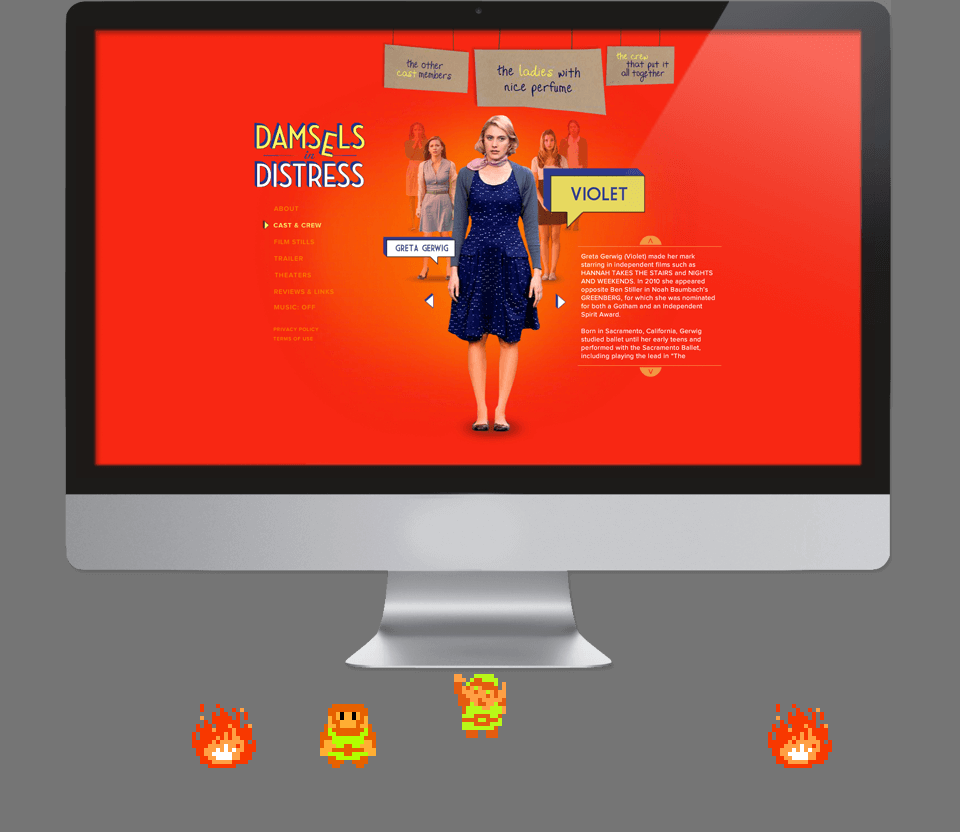 the other
cast members
the ladies with
nice perfume
the crew
that put it
all together
DAMSELS
in
DISTRESS
ABOUT
CAST & CREW
FILM STILLS
TRAILER
THEATERS
REVIEWS & LINKS
MUSIC: OFF
PRIVACY POLICY
TERMS OF USE
GRETA GERWIG
VIOLET
Greta Gerwig (Violet) made her mark
starring in independent films such as
HANNAH TAKES THE STAIRS and NIGHTS
AND WEEKENDS. In 2010 she appeared
opposite Ben Stiller in Noah Baumbach's
GREENBERG, for which she was nominated
for both a Gotham and an Independent
Spirit Award.
Born in Sacramento, California, Gerwig
studied ballet until her early teens and
performed with the Sacramento Ballet,
including playing the lead in "The